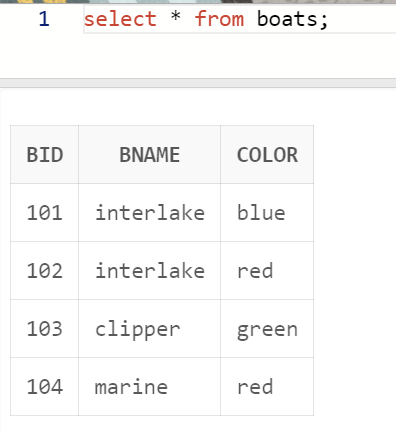 1 select * from boats;
BID BNAME COLOR
101 interlake blue
102 interlake red
103 clipper green
104 marine red